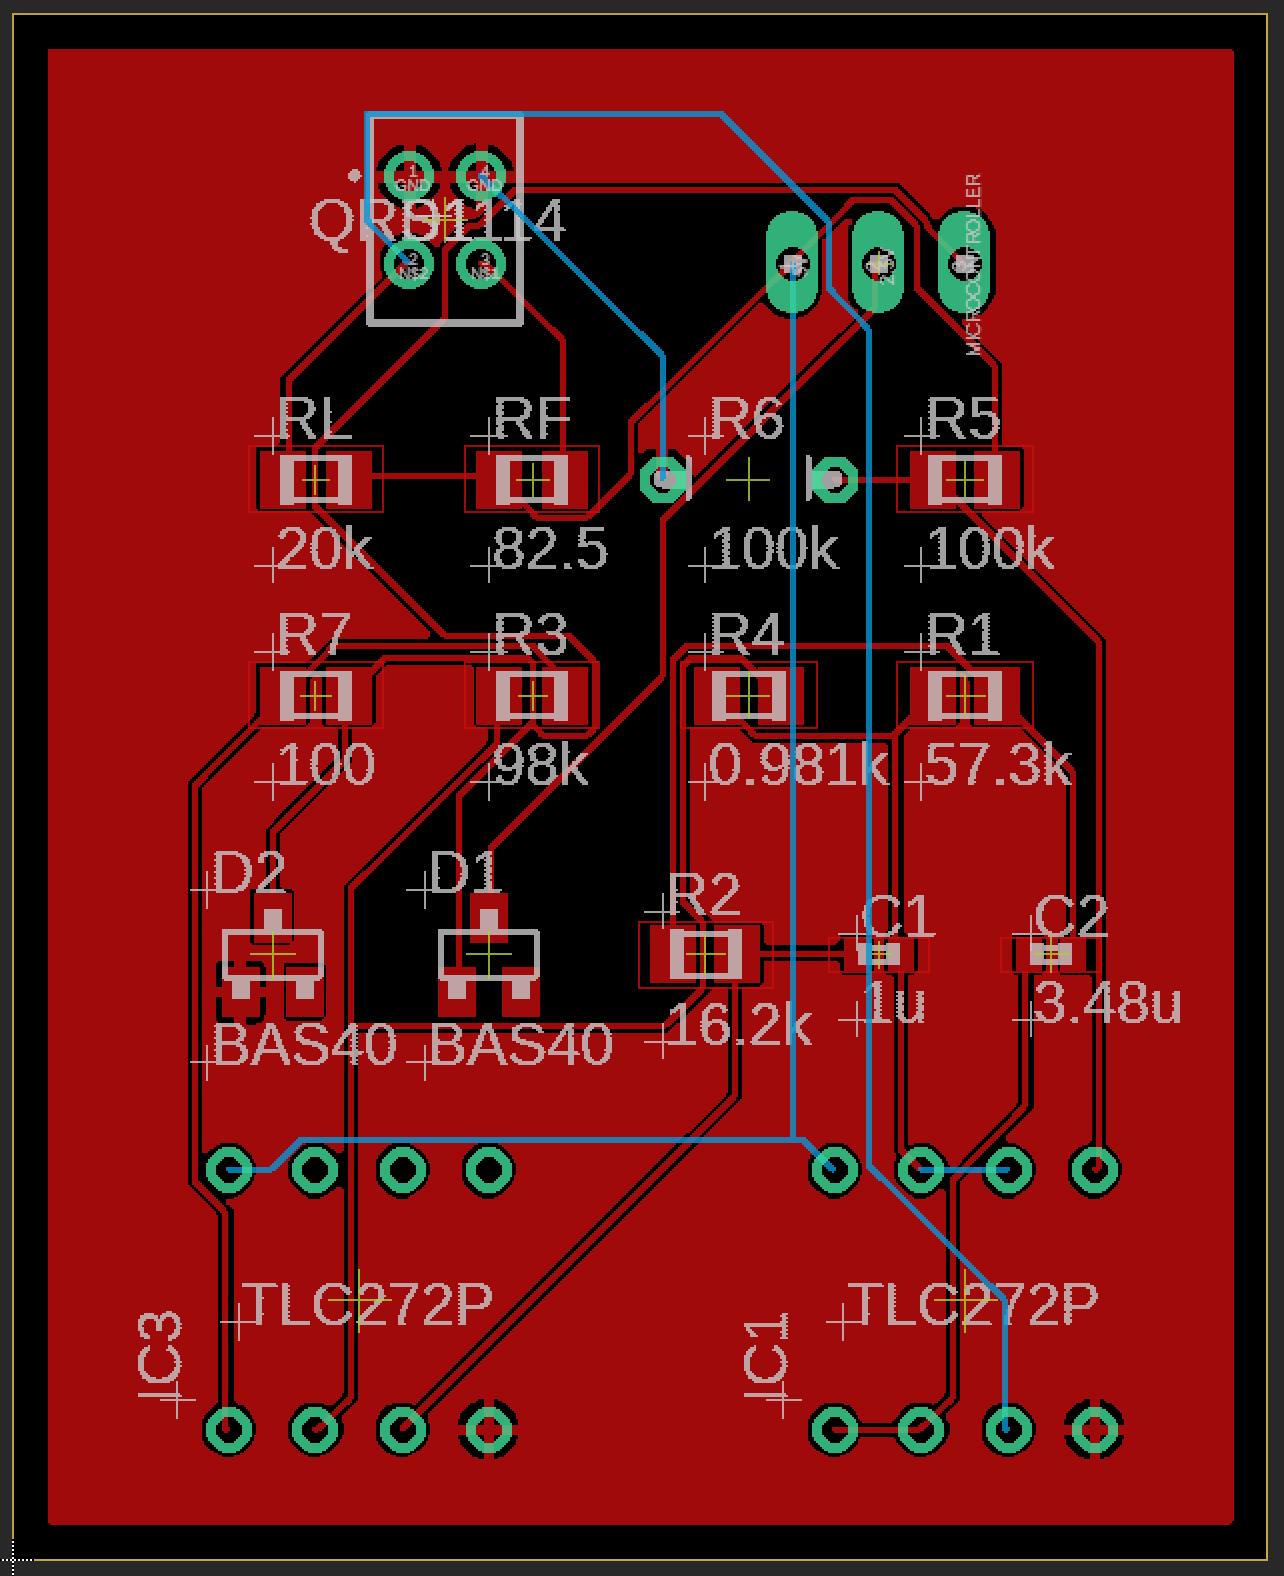 1
GND
4
GND
QRD1114
2
N$2
3
N$1
MICROCONTROLLER
RL
RF
R6
R5
20k
82.5
100k
100k
R7
R3
R4
R1
100
98k
0.981k
57.3k
D2
D1
R2
C1
C2
BAS40
BAS40
16.2k
1u
3.48u
IC3
TLC272P
IC1
TLC272P